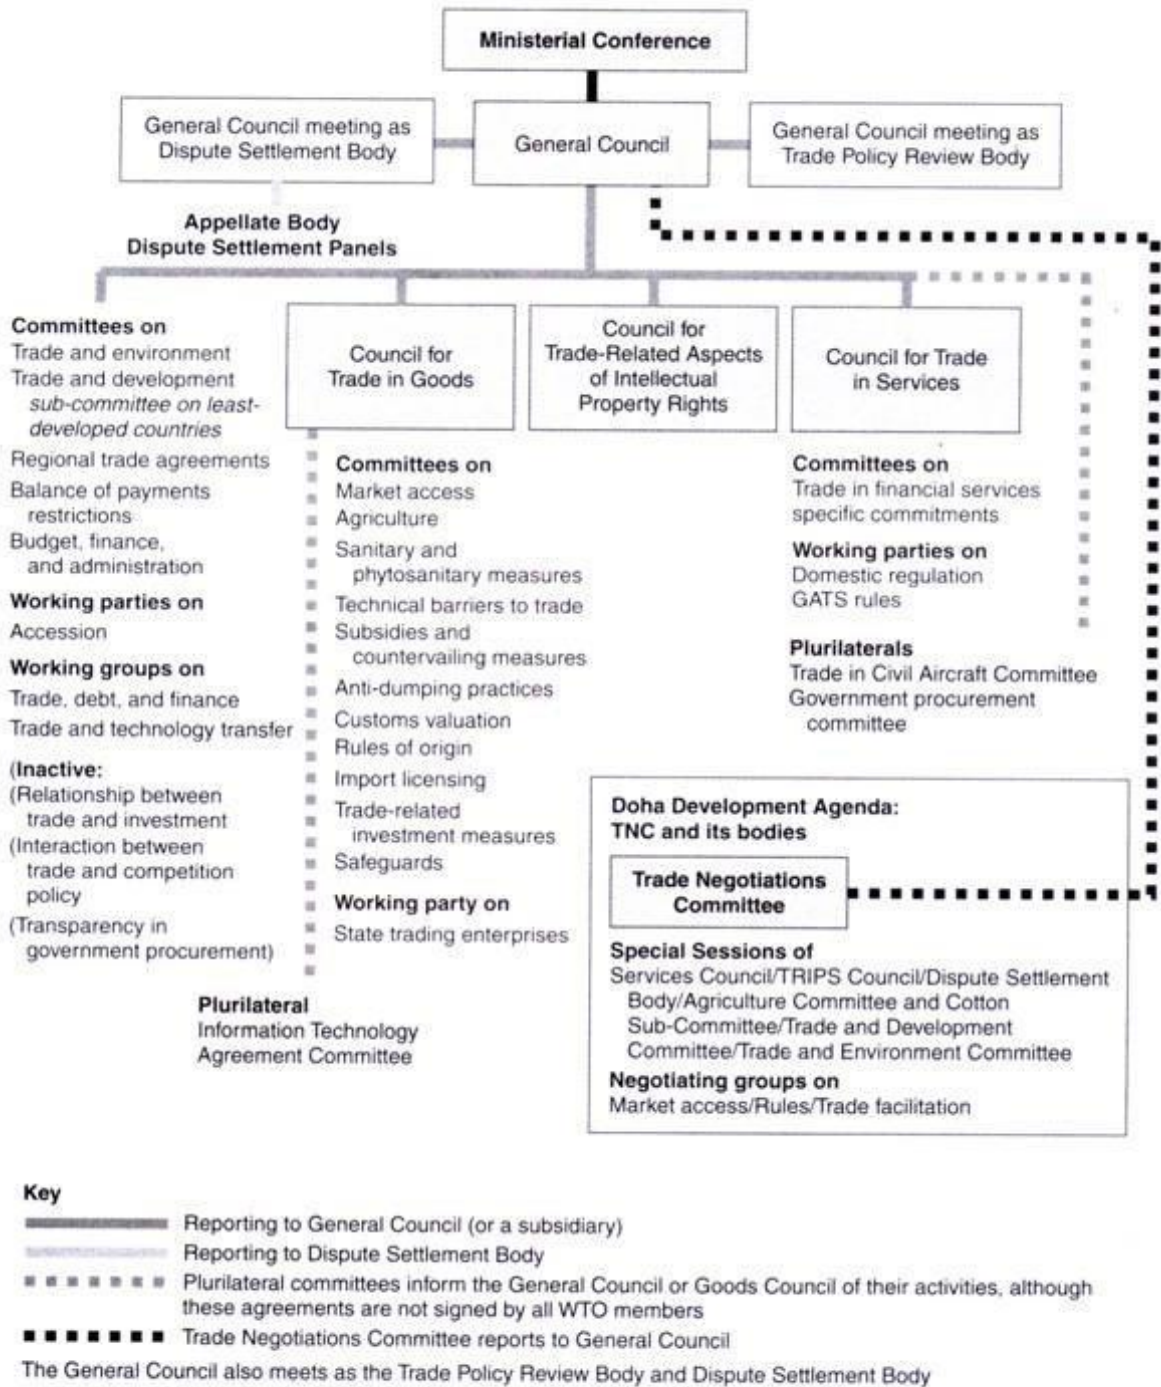 Ministerial Conference
General Council meeting as
Dispute Settlement Body
General Council
General Council meeting as
Trade Policy Review Body
Appellate Body
Dispute Settlement Panels
Committees on
Trade and environment
Trade and development
sub-committee on least-
developed countries
Regional trade agreements
Balance of payments
restrictions
Budget, finance,
and administration
Working parties on
Accession
Working groups on
Trade, debt, and finance
Trade and technology transfer
(Inactive:
(Relationship between
trade and investment
(Interaction between
trade and competition
policy
(Transparency in
government procurement)
Council for
Trade in Goods
Committees on
Market access
Agriculture
Sanitary and
phytosanitary measures
Technical barriers to trade
Subsidies and
countervailing measures
Anti-dumping practices
Customs valuation
Rules of origin
Import licensing
Trade-related
investment measures
Safeguards
Working party on
State trading enterprises
Plurilateral
Information Technology
Agreement Committee
Council for
Trade-Related Aspects
of Intellectual
Property Rights
Council for Trade
in Services
Committees on
Trade in financial services
specific commitments
Working parties on
Domestic regulation
GATS rules
Plurilaterals
Trade in Civil Aircraft Committee
Government procurement
committee
Doha Development Agenda:
TNC and its bodies
Trade Negotiations
Committee
Special Sessions of
Services Council/TRIPS Council/Dispute Settlement
Body/Agriculture Committee and Cotton
Sub-Committee/Trade and Development
Committee/Trade and Environment Committee
Negotiating groups on
Market access/Rules/Trade facilitation
Key
Reporting to General Council (or a subsidiary)
Reporting to Dispute Settlement Body
Plurilateral committees inform the General Council or Goods Council of their activities, although
these agreements are not signed by all WTO members
Trade Negotiations Committee reports to General Council
The General Council also meets as the Trade Policy Review Body and Dispute Settlement Body